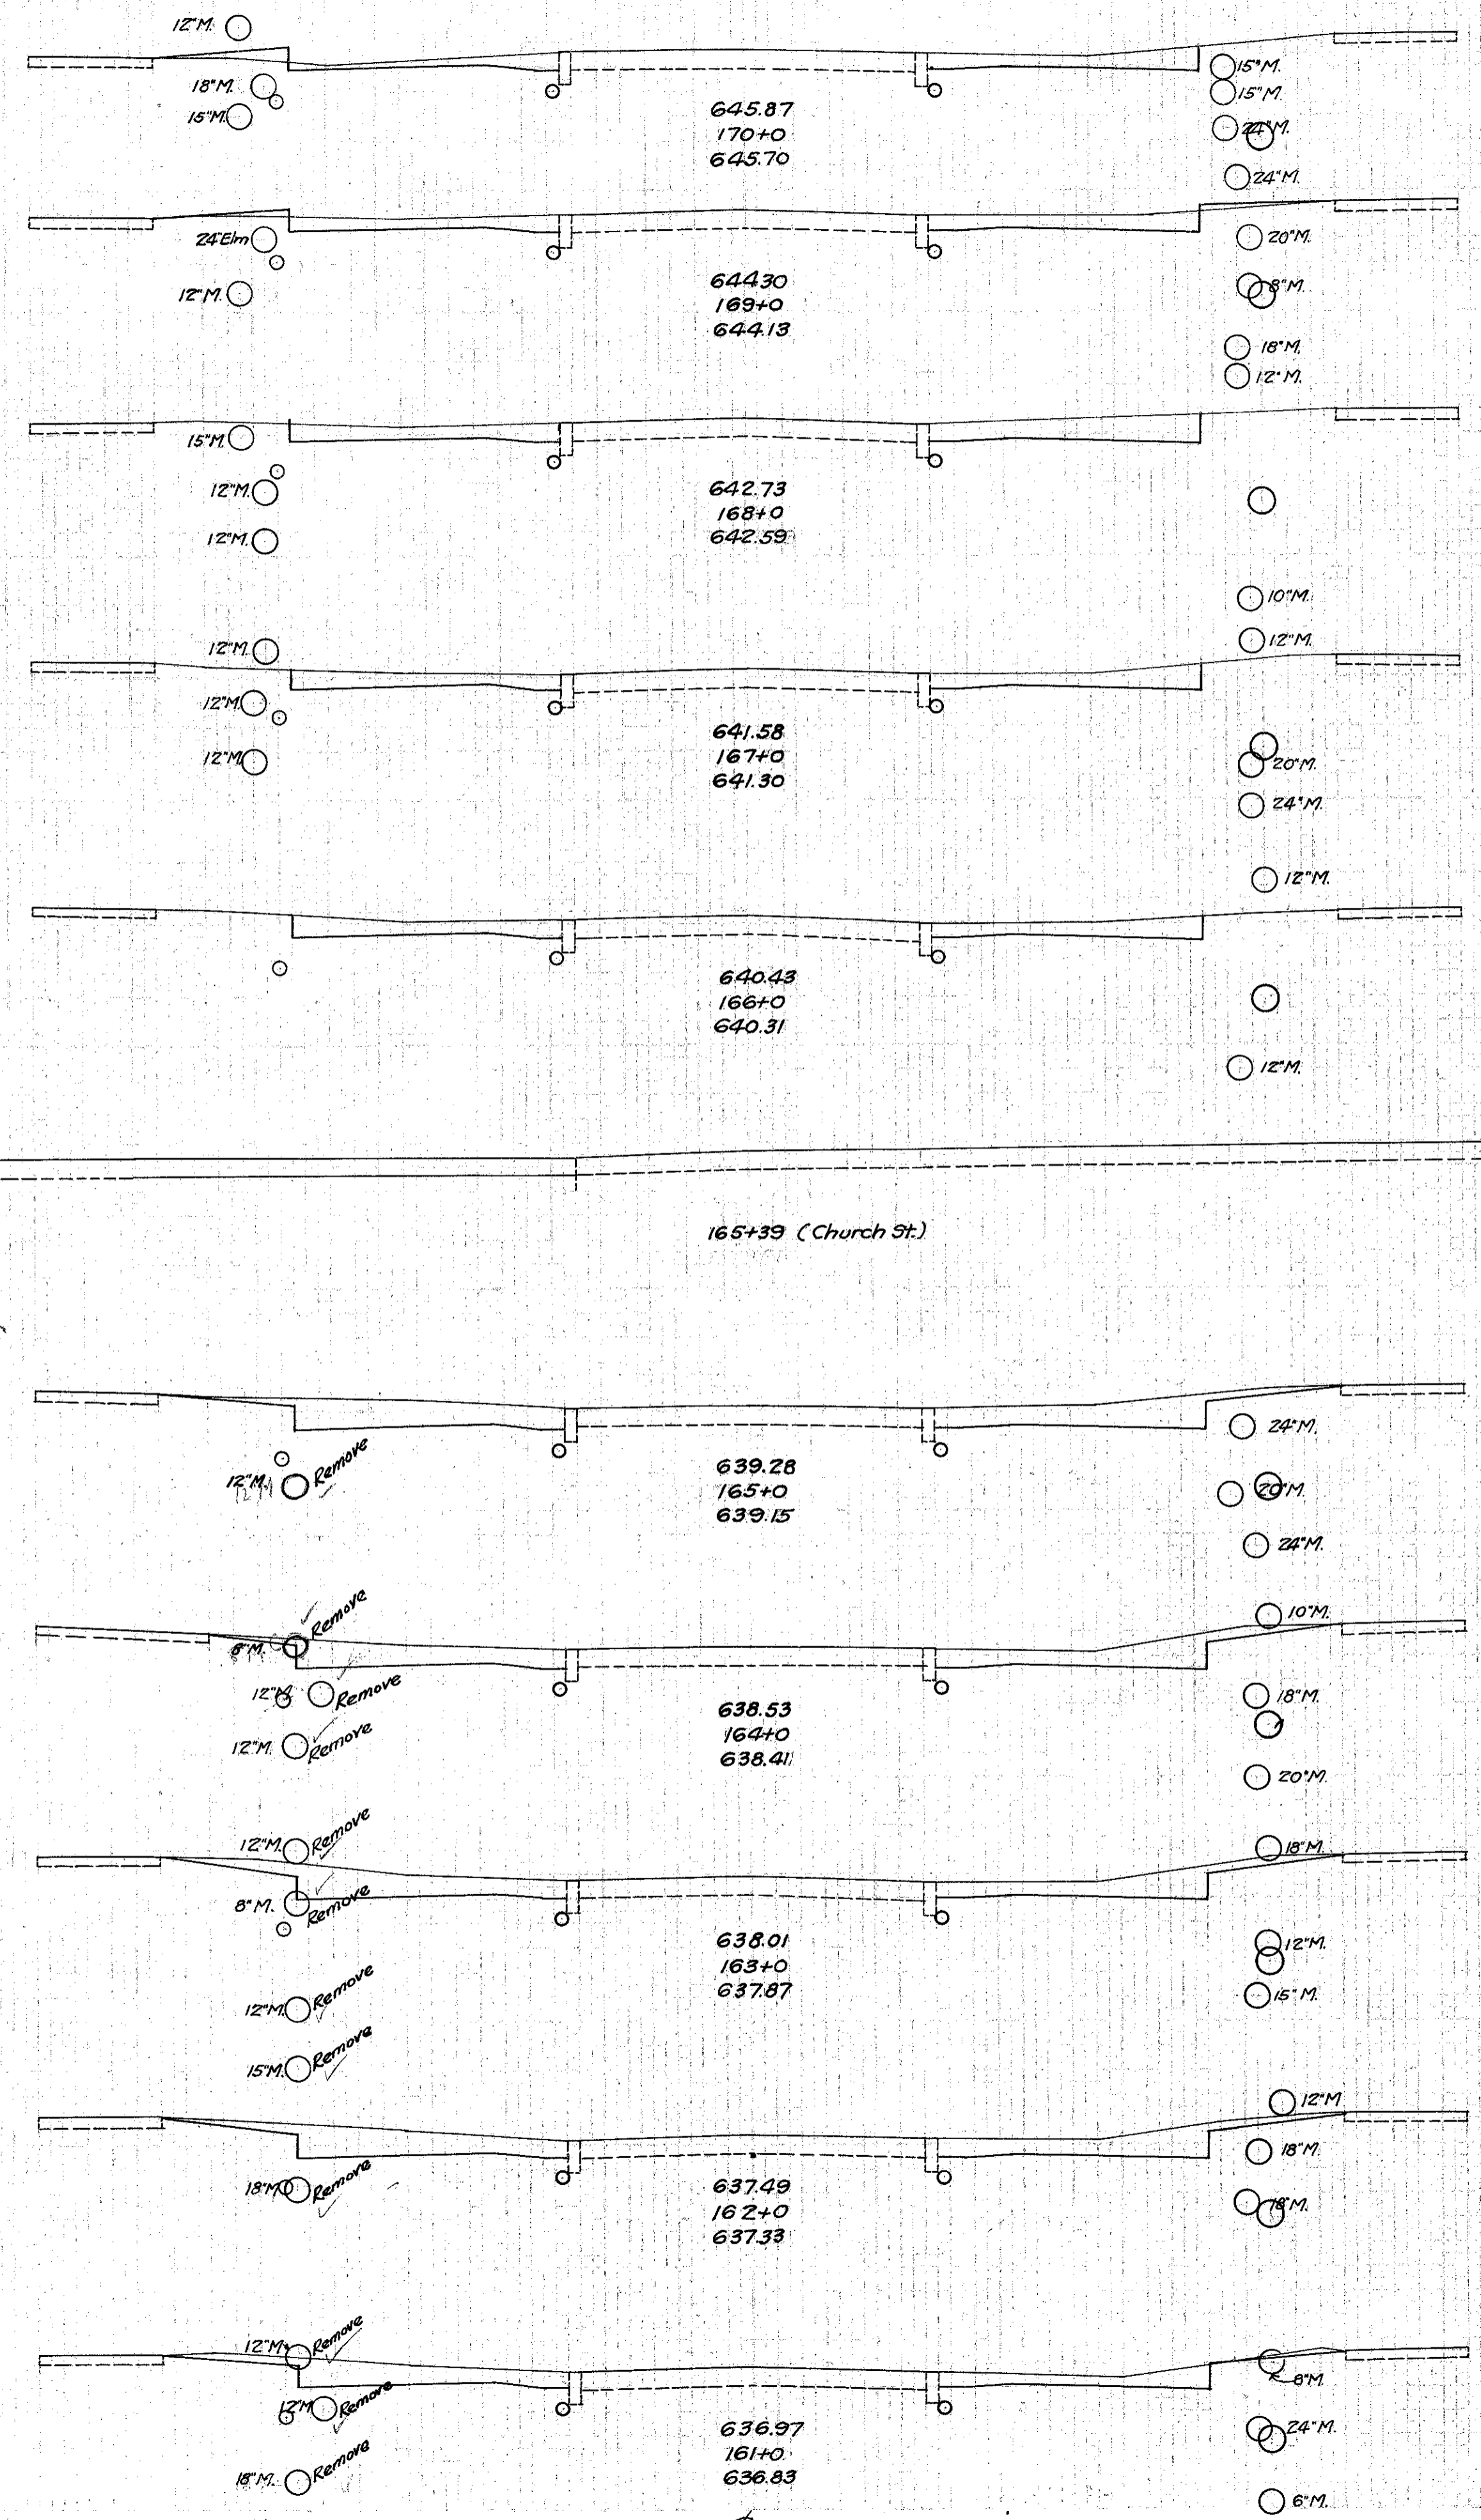 12"M.
18"M.
15"M.
15"M.
15"M.
24"M.
24"M.
645.87
170+0
645.70
24"Elm
12"M.
20"M.
8"M.
18"M.
12"M.
644.30
169+0
644.13
15"M.
12"M.
12"M.
642.73
168+0
642.59
10"M.
12"M.
12"M.
12"M.
12"M.
641.58
167+0
641.30
20"M.
24"M.
12"M.
640.43
166+0
640.31
12"M.
165+39 (Church St.)
24"M.
12"M. Remove
639.28
165+0
639.15
20"M.
24"M.
10"M.
8"M. Remove
12"M. Remove
12"M. Remove
638.53
164+0
638.41
18"M.
20"M.
12"M. Remove
18"M.
8"M. Remove
638.01
163+0
637.87
12"M.
15"M.
12"M. Remove
15"M. Remove
12"M
18"M.
18"M Remove
637.49
162+0
637.33
18"M.
12"M. Remove
8"M.
12"M Remove
636.97
161+0
636.83
24"M.
18"M. Remove
6"M.